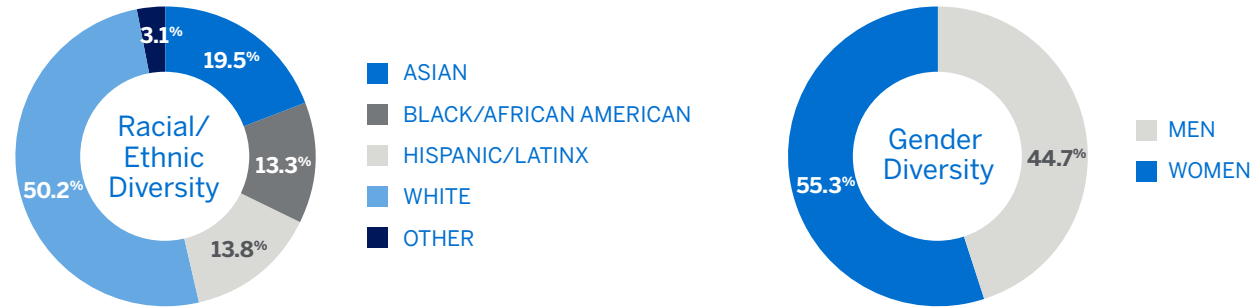 3.1%
19.5%
13.3%
13.8%
50.2%
Racial/
Ethnic
Diversity
ASIAN
BLACK/AFRICAN AMERICAN
HISPANIC/LATINX
WHITE
OTHER
Gender
Diversity
44.7%
55.3%
MEN
WOMEN